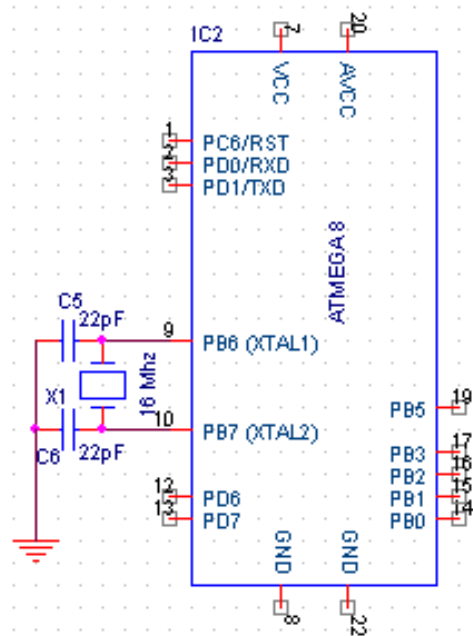 IC2
7
20
VCC
AVCC
1
PC6/RST
2
PD0/RXD
3
PD1/TXD
ATMEGA 8
C5
22pF
9
PB6 (XTAL1)
X1
16 Mhz
10
PB7 (XTAL2)
C6
22pF
PB5
19
PB3
17
PB2
16
PB1
15
PB0
14
12
PD6
13
PD7
GND
GND
8
22